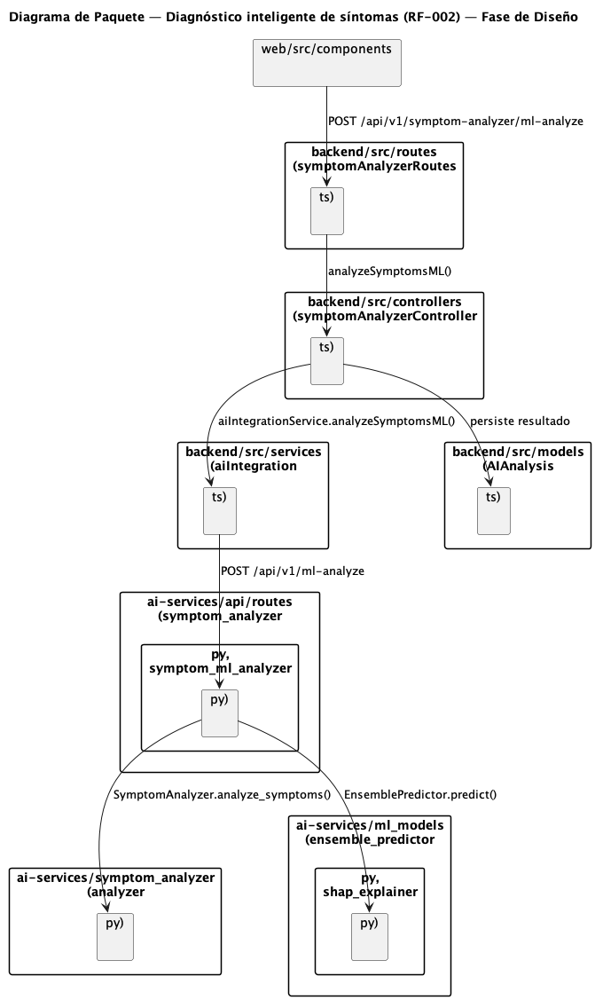 Diagrama de Paquete — Diagnóstico inteligente de síntomas (RF-002) — Fase de Diseño
web/src/components
POST /api/v1/symptom-analyzer/ml-analyze
backend/src/routes
(symptomAnalyzerRoutes
ts)
analyzeSymptomsML()
backend/src/controllers
(symptomAnalyzerController
ts)
aiIntegrationService.analyzeSymptomsML()
persiste resultado
backend/src/services
(aiIntegration
ts)
backend/src/models
(AIAnalysis
ts)
POST /api/v1/ml-analyze
ai-services/api/routes
(symptom_analyzer
py,
symptom_ml_analyzer
py)
SymptomAnalyzer.analyze_symptoms()
EnsemblePredictor.predict()
ai-services/ml_models
(ensemble_predictor
py,
shap_explainer
py)
ai-services/symptom_analyzer
(analyzer
py)